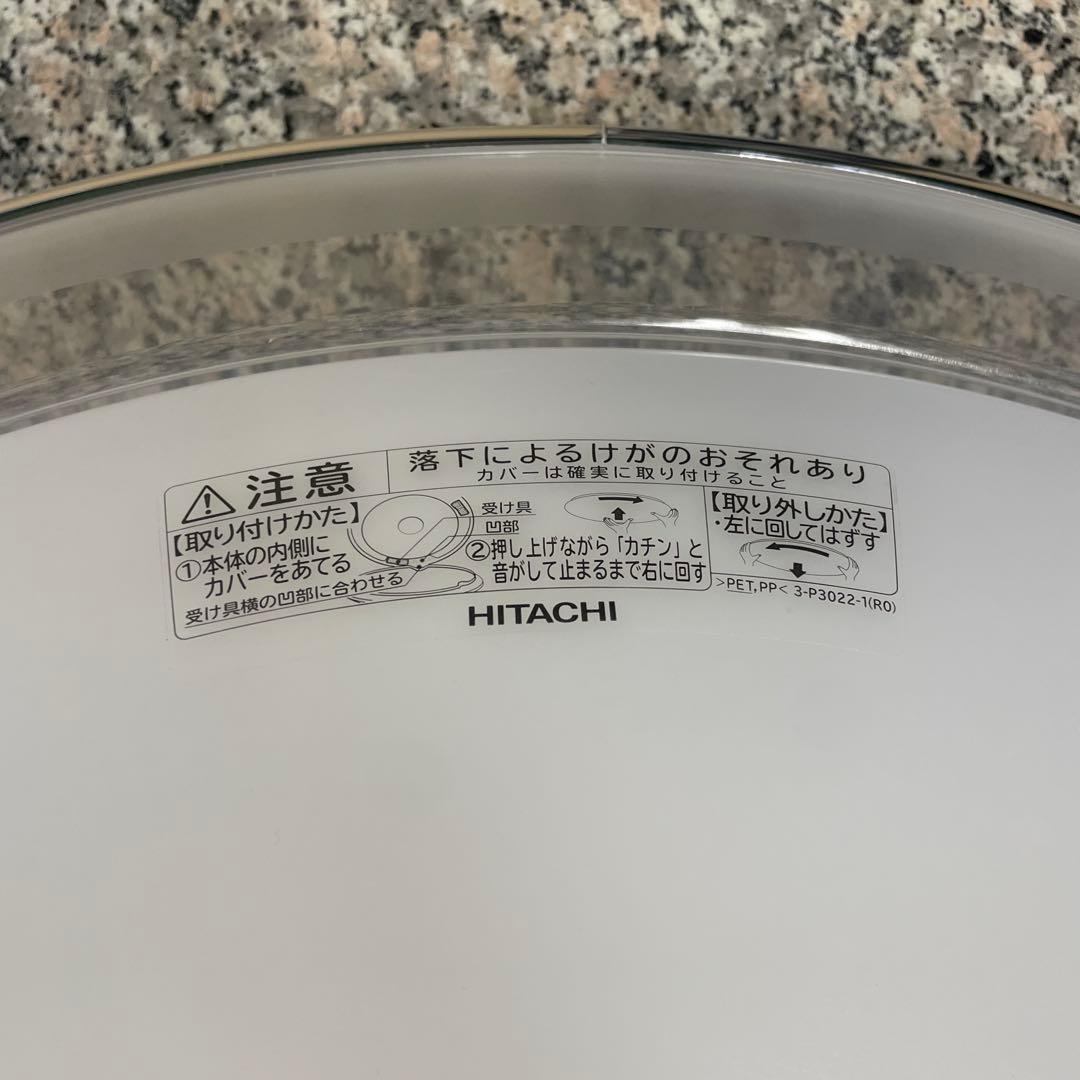 注意
落下によるけがのおそれあり
カバーは確実に取り付けること
【取り付けかた】
①本体の内側に
カバーをあてる
受け具横の凹部に合わせる
受け具
凹部
②押し上げながら「カチン」と
音がして止まるまで右に回す
【取り外しかた】
・左に回してはずす
>PET,PP< 3-P3022-1(R0)
HITACHI